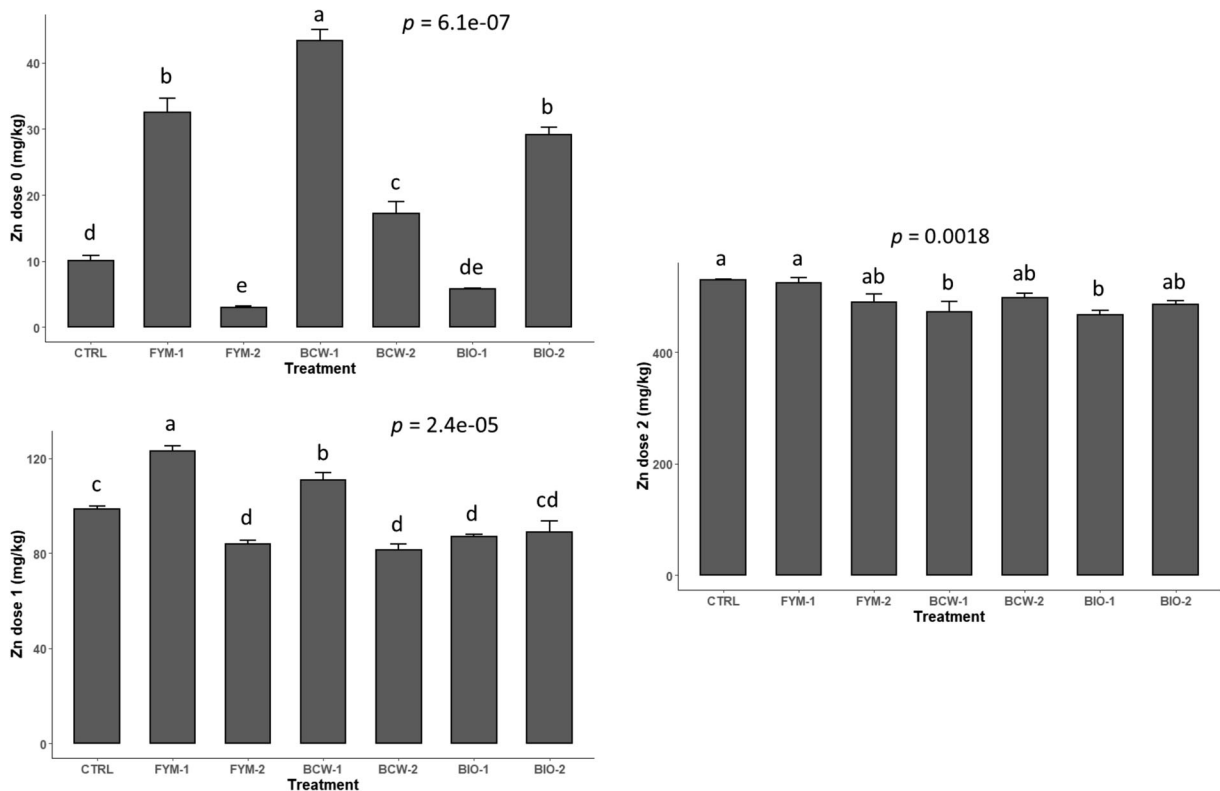 p = 6.1e-07
Zn dose 0 (mg/kg)
40
30
20
10
0
d
b
e
a
c
de
b
CTRL FYM-1 FYM-2 BCW-1 BCW-2 BIO-1 BIO-2
Treatment
p = 2.4e-05
Zn dose 1 (mg/kg)
120
80
40
0
c
a
d
b
d
d
cd
CTRL FYM-1 FYM-2 BCW-1 BCW-2 BIO-1 BIO-2
Treatment
p = 0.0018
Zn dose 2 (mg/kg)
400
200
0
a
a
ab
b
ab
b
ab
CTRL FYM-1 FYM-2 BCW-1 BCW-2 BIO-1 BIO-2
Treatment